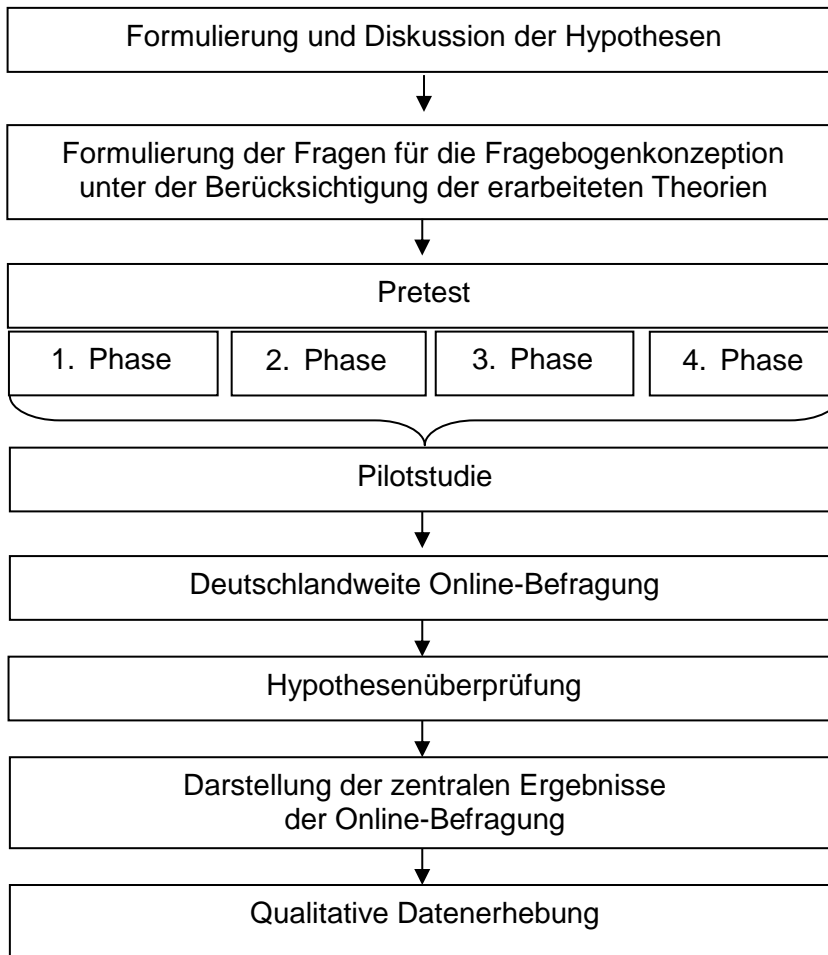 Formulierung und Diskussion der Hypothesen
Formulierung der Fragen für die Fragebogenkonzeption
unter der Berücksichtigung der erarbeiteten Theorien
Pretest
1. Phase
2. Phase
3. Phase
4. Phase
Pilotstudie
Deutschlandweite Online-Befragung
Hypothesenüberprüfung
Darstellung der zentralen Ergebnisse
der Online-Befragung
Qualitative Datenerhebung